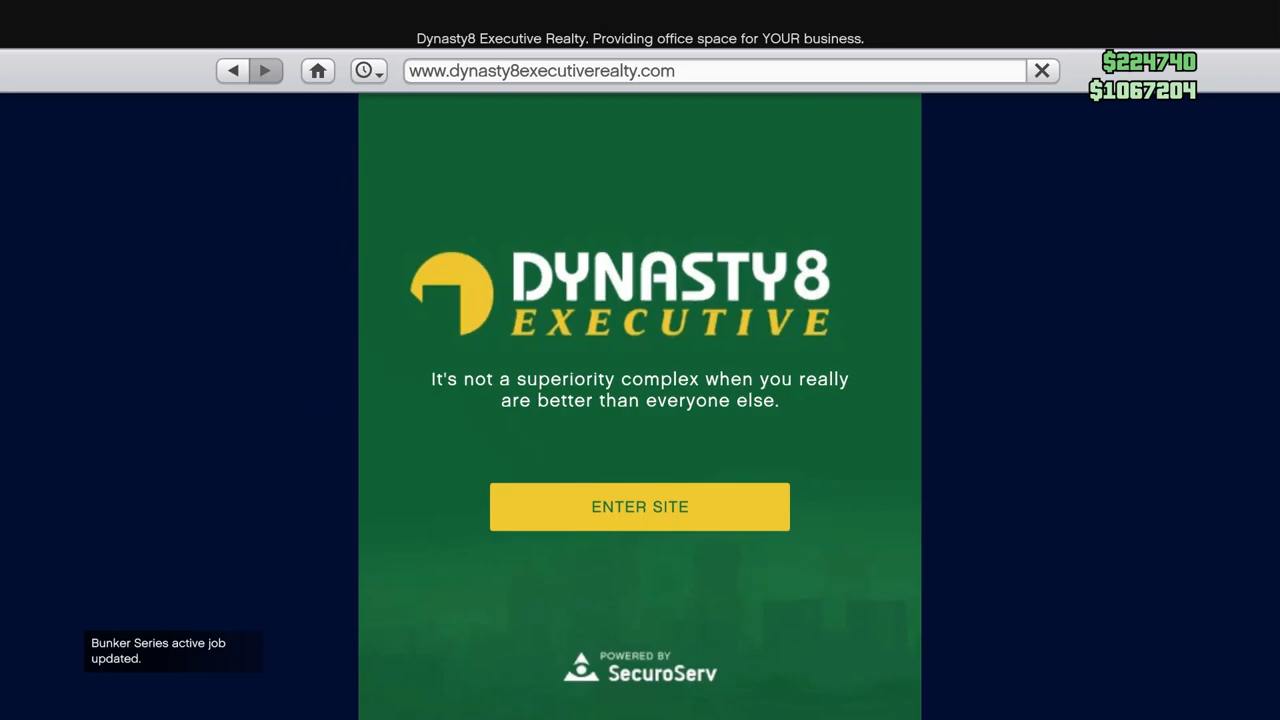 Dynasty8 Executive Realty. Providing office space for YOUR business.
www.dynasty8executiverealty.com
$224740
$1067204
DYNASTY8
EXECUTIVE
It's not a superiority complex when you really
are better than everyone else.
ENTER SITE
Bunker Series active job
updated.
POWERED BY
SecuroServ